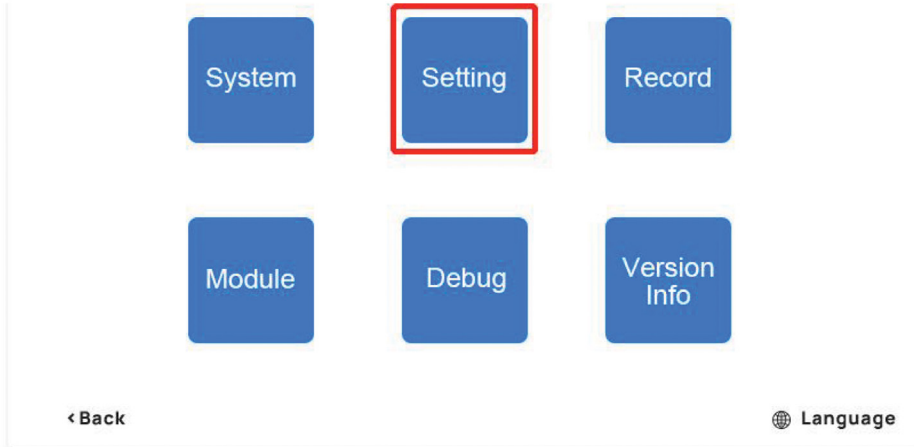 System
Setting
Record
Module
Debug
Version
Info
<Back
Language